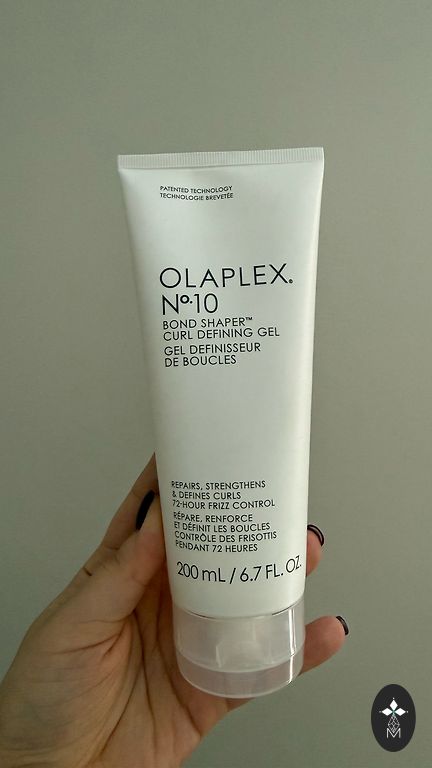 PATENTED TECHNOLOGY
TECHNOLOGIE BREVETÉE
OLAPLEX.
Nº.10
BOND SHAPER™
CURL DEFINING GEL
GEL DEFINISSEUR
DE BOUCLES
REPAIRS, STRENGTHENS
& DEFINES CURLS
72-HOUR FRIZZ CONTROL
RÉPARE, RENFORCE
ET DÉFINIT LES BOUCLES
CONTRÔLE DES FRISOTTIS
PENDANT 72 HEURES
200 mL / 6.7 FL. OZ.
M